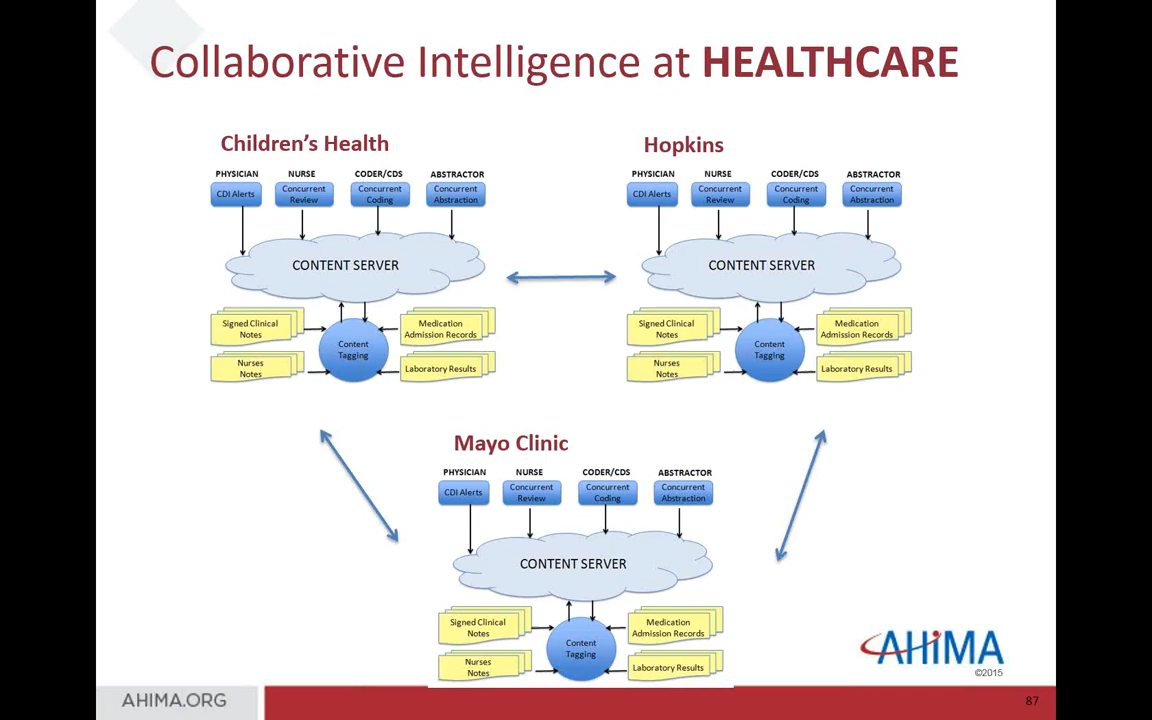 Collaborative Intelligence at HEALTHCARE
Children's Health
PHYSICIAN NURSE CODER/CDS ABSTRACTOR
CDI Alerts
Concurrent
Review
Concurrent
Coding
Concurrent
Abstraction
CONTENT SERVER
Signed Clinical
Notes
Nurses
Notes
Content
Tagging
Medication
Admission Records
Laboratory Results
Hopkins
PHYSICIAN NURSE CODER/CDS ABSTRACTOR
CDI Alerts
Concurrent
Review
Concurrent
Coding
Concurrent
Abstraction
CONTENT SERVER
Signed Clinical
Notes
Nurses
Notes
Content
Tagging
Medication
Admission Records
Laboratory Results
Mayo Clinic
PHYSICIAN NURSE CODER/CDS ABSTRACTOR
CDI Alerts
Concurrent
Review
Concurrent
Coding
Concurrent
Abstraction
CONTENT SERVER
Signed Clinical
Notes
Nurses
Notes
Content
Tagging
Medication
Admission Records
Laboratory Results
AHiMA
©2015
AHIMA.ORG
87